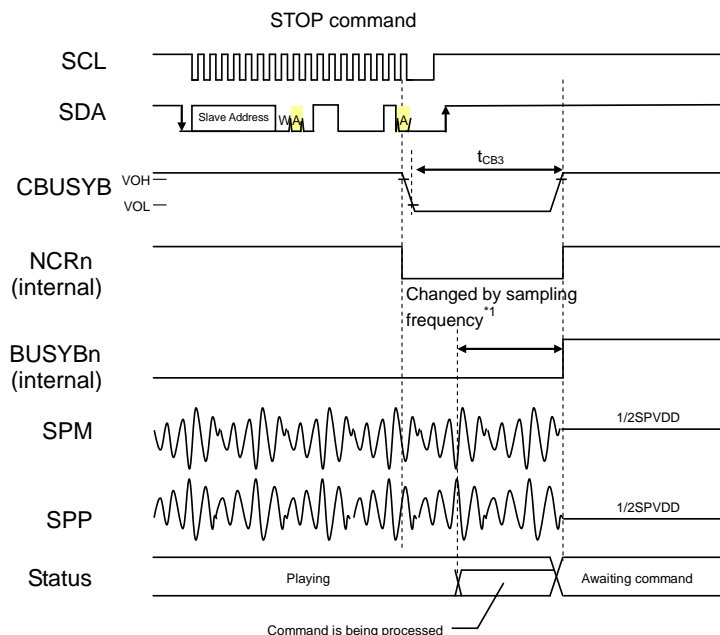 STOP command
SCL
SDA
Slave Address
W
A
A
tCB3
CBUSYB
VOH
VOL
NCRn
(internal)
Changed by sampling
frequency*1
BUSYBn
(internal)
SPM
1/2SPVDD
SPP
1/2SPVDD
Status
Playing
Awaiting command
Command is being processed